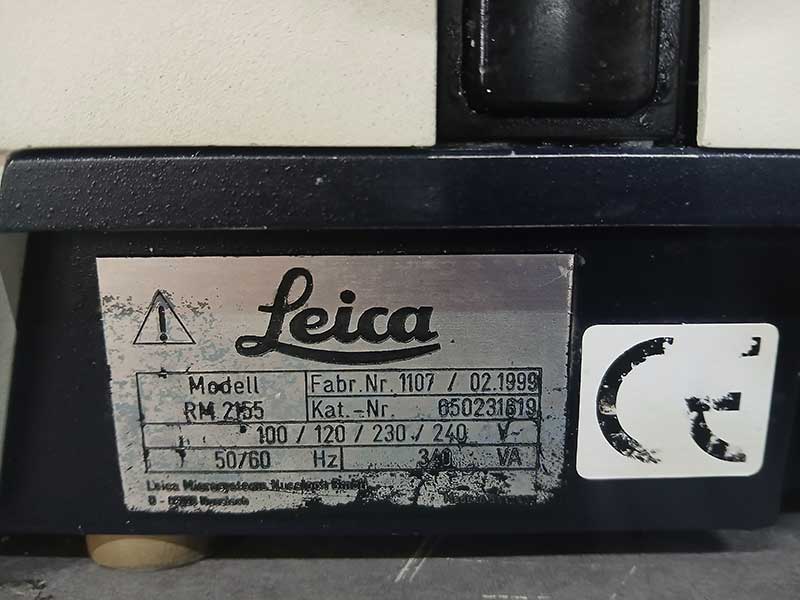 Leica
Modell Fabr.Nr. 1107 / 02.1999
RM 2155 Kat.-Nr. 050231619
100 / 120 / 230 / 240 V~
50/60 Hz 340 VA
Leica Microsystems Nussloch GmbH
Nussloch
CE